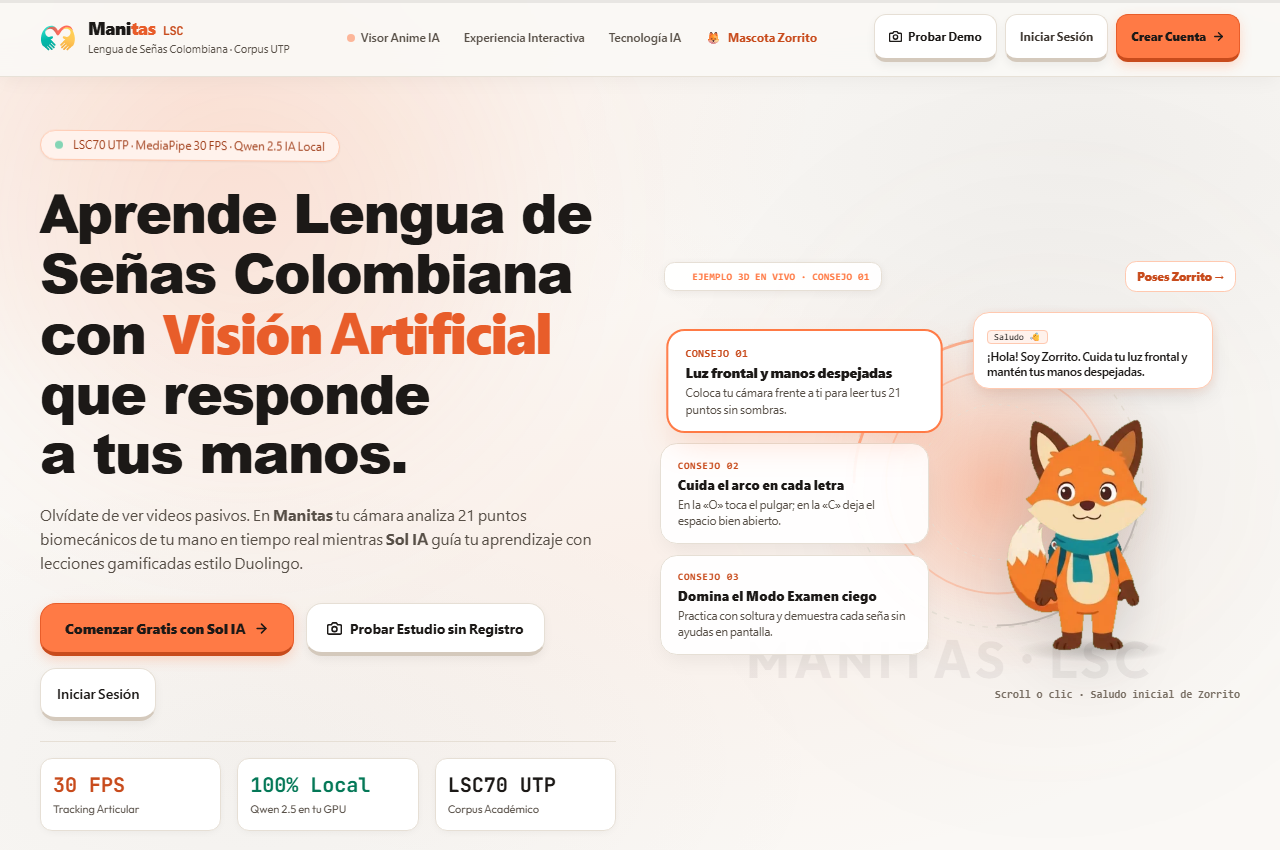 Manitas LSC
Lengua de Señas Colombiana · Corpus UTP
Visor Anime IA
Experiencia Interactiva
Tecnología IA
Mascota Zorrito
Probar Demo
Iniciar Sesión
Crear Cuenta →
LSC70 UTP · MediaPipe 30 FPS · Qwen 2.5 IA Local
Aprende Lengua de
Señas Colombiana
con Visión Artificial
que responde
a tus manos.
Olvídate de ver videos pasivos. En Manitas tu cámara analiza 21 puntos
biomecánicos de tu mano en tiempo real mientras Sol IA guía tu aprendizaje con
lecciones gamificadas estilo Duolingo.
Comenzar Gratis con Sol IA →
Probar Estudio sin Registro
Iniciar Sesión
30 FPS
Tracking Articular
100% Local
Qwen 2.5 en tu GPU
LSC70 UTP
Corpus Académico
EJEMPLO 3D EN VIVO · CONSEJO 01
Poses Zorrito →
CONSEJO 01
Luz frontal y manos despejadas
Coloca tu cámara frente a ti para leer tus 21
puntos sin sombras.
CONSEJO 02
Cuida el arco en cada letra
En la «O» toca el pulgar; en la «C» deja el
espacio bien abierto.
CONSEJO 03
Domina el Modo Examen ciego
Practica con soltura y demuestra cada seña sin
ayudas en pantalla.
Saludo 👋
¡Hola! Soy Zorrito. Cuida tu luz frontal y
mantén tus manos despejadas.
MANITAS · LSC
Scroll o clic · Saludo inicial de Zorrito